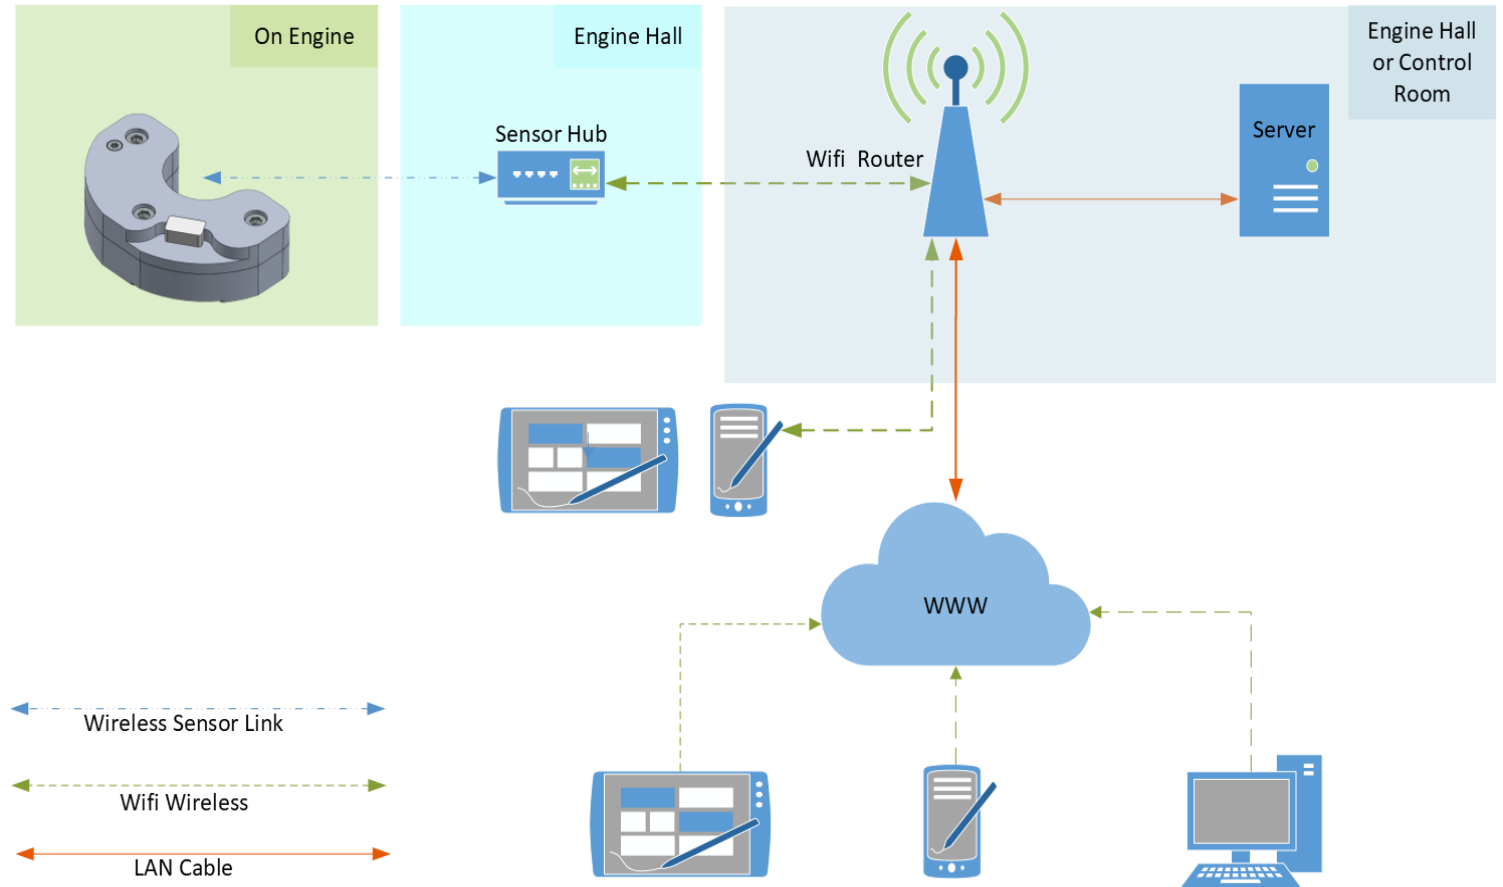 On Engine
Engine Hall
Engine Hall
or Control
Room
Sensor Hub
Wifi Router
Server
WWW
Wireless Sensor Link
Wifi Wireless
LAN Cable